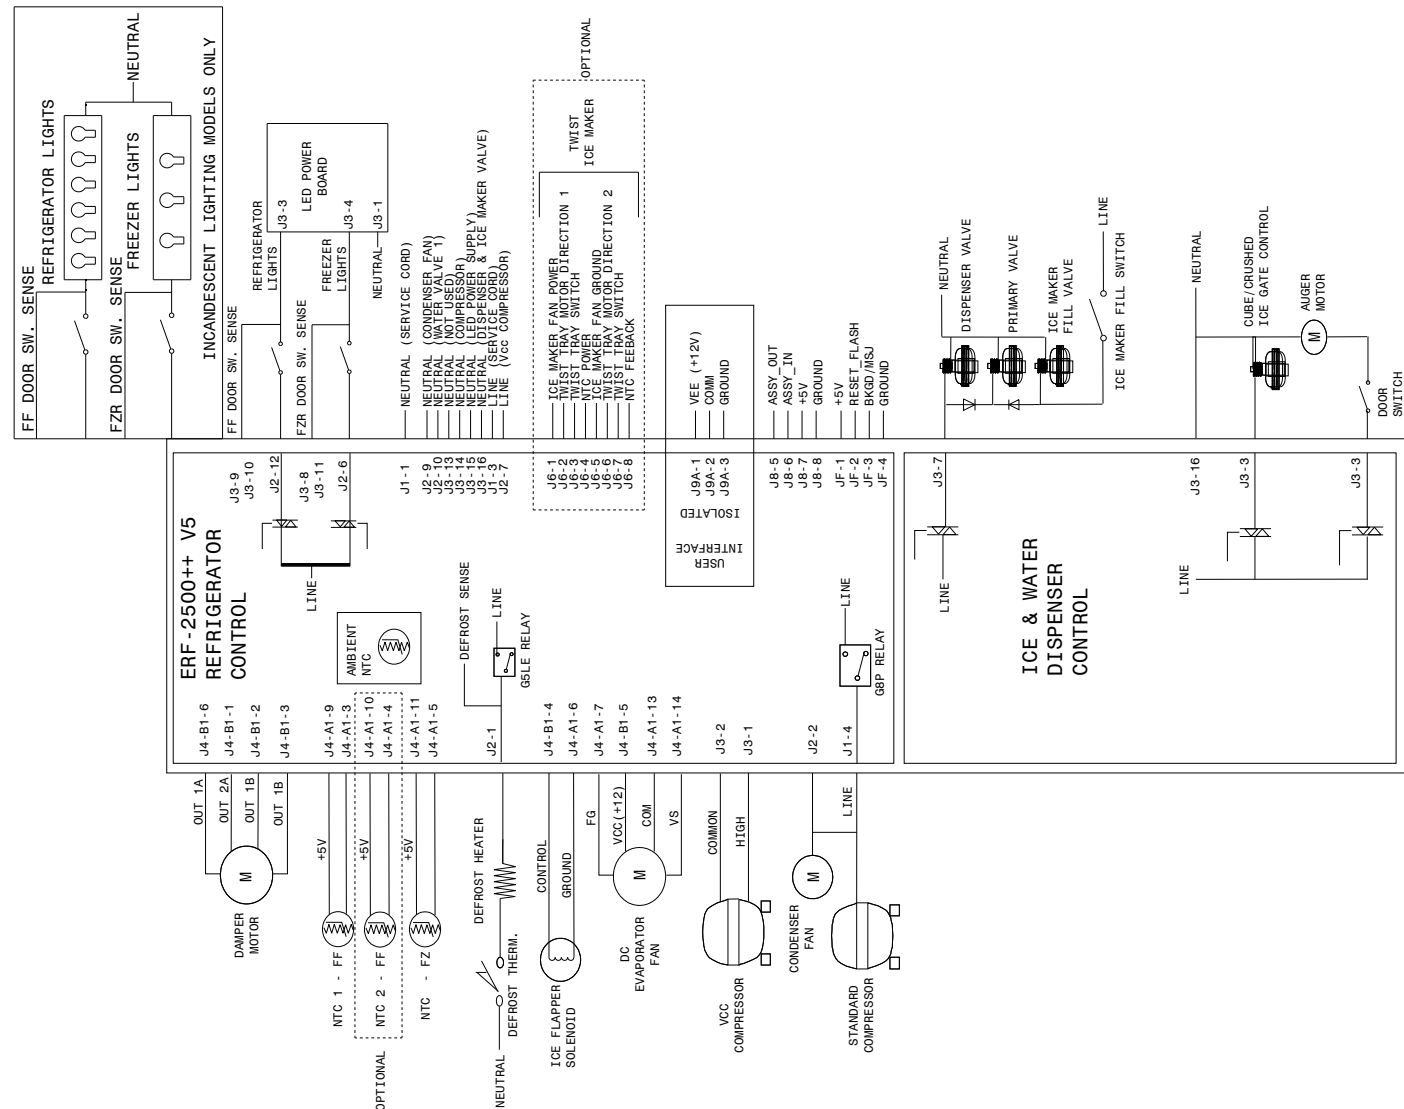 FF DOOR SW. SENSE
REFRIGERATOR LIGHTS
FZR DOOR SW. SENSE
FREEZER LIGHTS
NEUTRAL
INCANDESCENT LIGHTING MODELS ONLY
FF DOOR SW. SENSE
REFRIGERATOR
LIGHTS
J3-3
LED POWER
BOARD
FZR DOOR SW. SENSE
FREEZER
LIGHTS
J3-4
NEUTRAL
J3-1
NEUTRAL (SERVICE CORD)
NEUTRAL (CONDENSER FAN)
NEUTRAL (WATER VALVE 1)
NEUTRAL (NOT USED)
NEUTRAL (COMPRESSOR)
NEUTRAL (LED POWER SUPPLY)
NEUTRAL (DISPENSER & ICE MAKER VALVE)
LINE (SERVICE CORD)
LINE (Vcc COMPRESSOR)
OPTIONAL
TWIST
ICE MAKER
ICE MAKER FAN POWER
TWIST TRAY MOTOR DIRECTION 1
TWIST TRAY SWITCH
NTC POWER
ICE MAKER FAN GROUND
TWIST TRAY MOTOR DIRECTION 2
TWIST TRAY SWITCH
NTC FEEBACK
VEE (+12V)
COMM
GROUND
ASSY_OUT
ASSY_IN
+5V
GROUND
+5V
RESET_FLASH
BKGD/MSJ
GROUND
NEUTRAL
DISPENSER VALVE
PRIMARY VALVE
ICE MAKER
FILL VALVE
LINE
ICE MAKER FILL SWITCH
NEUTRAL
CUBE/CRUSHED
ICE GATE CONTROL
M
AUGER
MOTOR
DOOR
SWITCH
J3-9
J3-10
J2-12
J3-8
J3-11
J2-6
J1-1
J2-9
J2-10
J3-13
J3-14
J3-15
J3-16
J1-3
J2-7
J6-1
J6-2
J6-3
J6-4
J6-5
J6-6
J6-7
J6-8
J9A-1
J9A-2
J9A-3
ISOLATED
USER
INTERFACE
J8-5
J8-6
J8-7
J8-8
JF-1
JF-2
JF-3
JF-4
J3-7
J3-16
J3-3
J3-3
ERF-2500++ V5
REFRIGERATOR
CONTROL
LINE
AMBIENT
NTC
DEFROST SENSE
LINE
G5LE RELAY
LINE
G8P RELAY
ICE & WATER
DISPENSER
CONTROL
LINE
LINE
J4-B1-6
J4-B1-1
J4-B1-2
J4-B1-3
J4-A1-9
J4-A1-3
J4-A1-10
J4-A1-4
J4-A1-11
J4-A1-5
J2-1
J4-B1-4
J4-A1-6
J4-A1-7
J4-B1-5
J4-A1-13
J4-A1-14
J3-2
J3-1
J2-2
J1-4
OUT 1A
OUT 2A
OUT 1B
OUT 1B
M
DAMPER
MOTOR
+5V
NTC 1 - FF
+5V
NTC 2 - FF
OPTIONAL
+5V
NTC - FZ
DEFROST HEATER
DEFROST THERM.
NEUTRAL
CONTROL
GROUND
ICE FLAPPER
SOLENOID
FG
VCC(+12)
COM
VS
M
DC
EVAPORATOR
FAN
COMMON
HIGH
VCC
COMPRESSOR
M
CONDENSER
FAN
LINE
STANDARD
COMPRESSOR